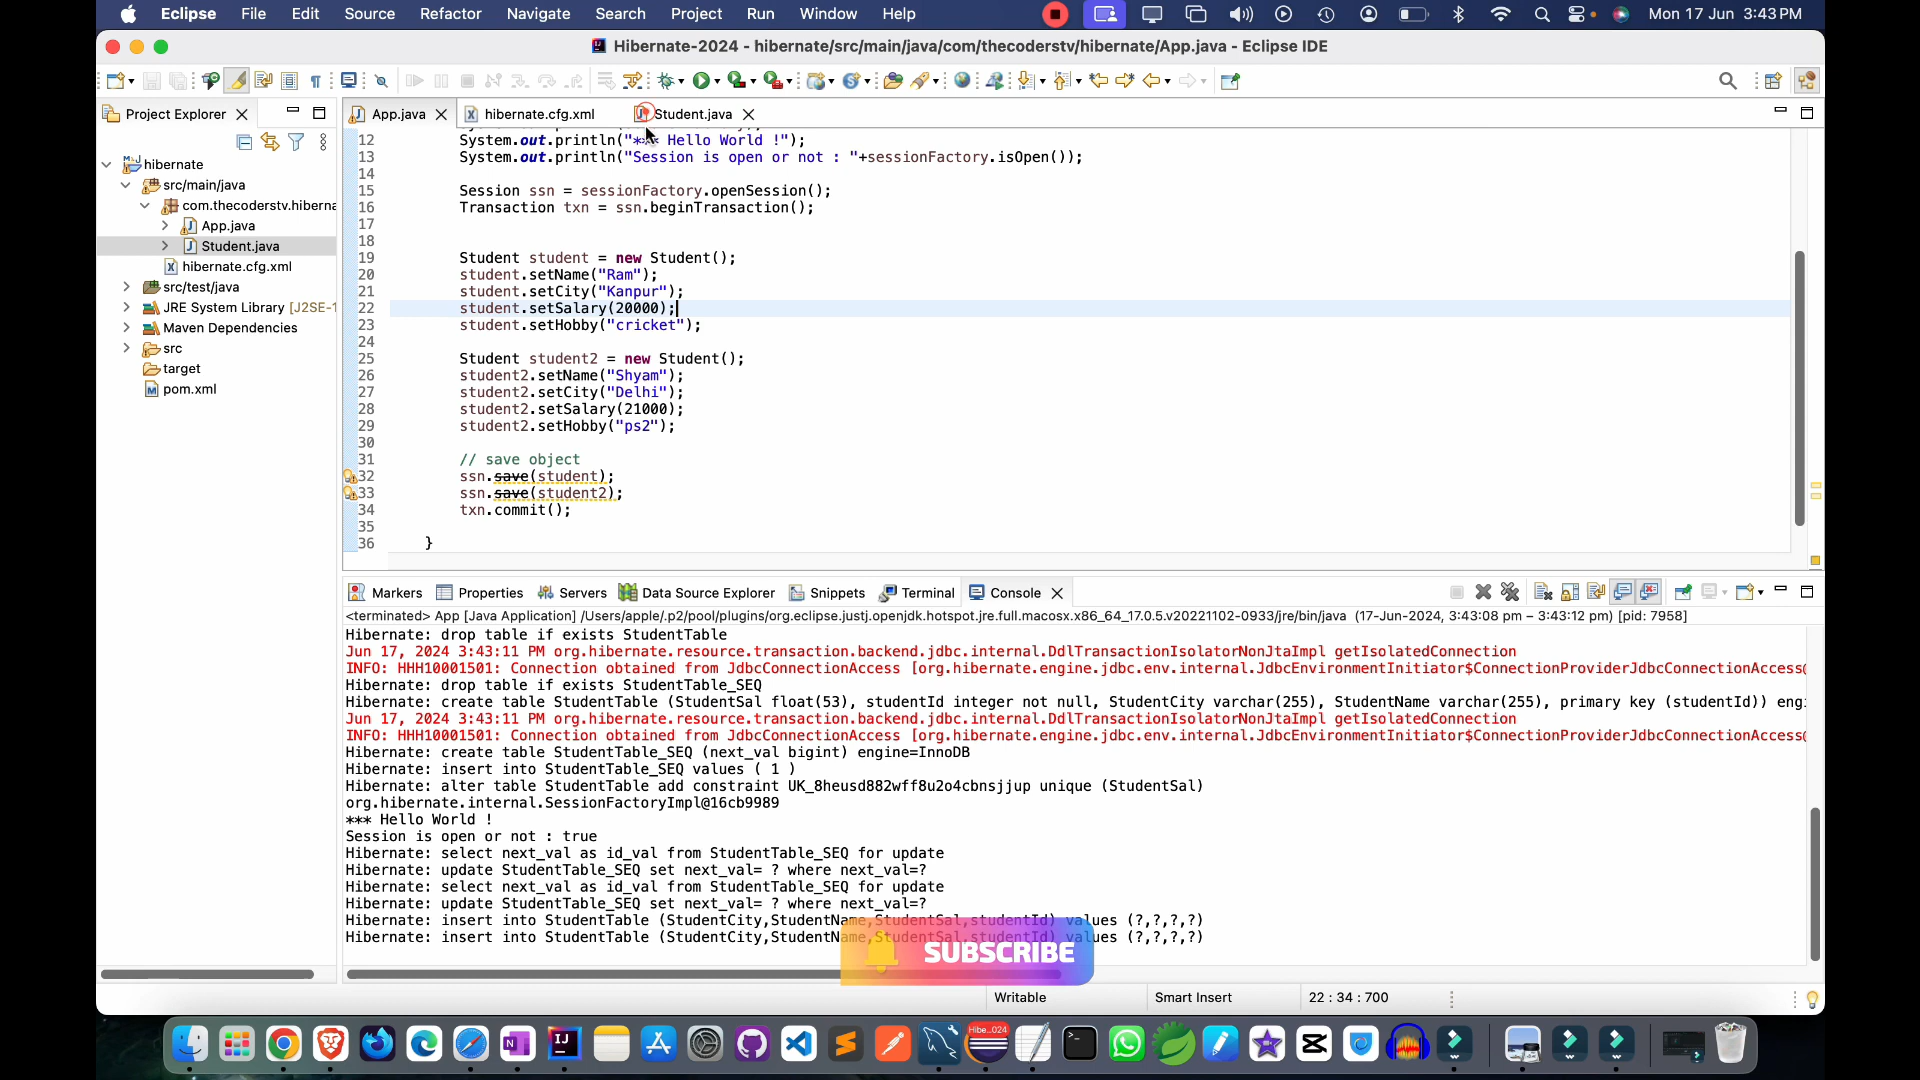 Eclipse File Edit Source Refactor Navigate Search Project Run Window Help Mon 17 Jun 3:43 PM
Hibernate-2024 - hibernate/src/main/java/com/thecoderstv/hibernate/App.java - Eclipse IDE
Project Explorer
hibernate
src/main/java
com.thecoderstv.hiberna
App.java
Student.java
hibernate.cfg.xml
src/test/java
JRE System Library [J2SE-1
Maven Dependencies
src
target
pom.xml
App.java hibernate.cfg.xml Student.java
12 System.out.println("*** Hello World !");
13 System.out.println("Session is open or not : "+sessionFactory.isOpen());
14
15 Session ssn = sessionFactory.openSession();
16 Transaction txn = ssn.beginTransaction();
17
18
19 Student student = new Student();
20 student.setName("Ram");
21 student.setCity("Kanpur");
22 student.setSalary(20000);
23 student.setHobby("cricket");
24
25 Student student2 = new Student();
26 student2.setName("Shyam");
27 student2.setCity("Delhi");
28 student2.setSalary(21000);
29 student2.setHobby("ps2");
30
31 // save object
32 ssn.save(student);
33 ssn.save(student2);
34 txn.commit();
35
36 }
Markers Properties Servers Data Source Explorer Snippets Terminal Console
<terminated> App [Java Application] /Users/apple/.p2/pool/plugins/org.eclipse.justj.openjdk.hotspot.jre.full.macosx.x86_64_17.0.5.v20221102-0933/jre/bin/java (17-Jun-2024, 3:43:08 pm – 3:43:12 pm) [pid: 7958]
Hibernate: drop table if exists StudentTable
Jun 17, 2024 3:43:11 PM org.hibernate.resource.transaction.backend.jdbc.internal.DdlTransactionIsolatorNonJtaImpl getIsolatedConnection
INFO: HHH10001501: Connection obtained from JdbcConnectionAccess [org.hibernate.engine.jdbc.env.internal.JdbcEnvironmentInitiator$ConnectionProviderJdbcConnectionAccess@
Hibernate: drop table if exists StudentTable_SEQ
Hibernate: create table StudentTable (StudentSal float(53), studentId integer not null, StudentCity varchar(255), StudentName varchar(255), primary key (studentId)) engi
Jun 17, 2024 3:43:11 PM org.hibernate.resource.transaction.backend.jdbc.internal.DdlTransactionIsolatorNonJtaImpl getIsolatedConnection
INFO: HHH10001501: Connection obtained from JdbcConnectionAccess [org.hibernate.engine.jdbc.env.internal.JdbcEnvironmentInitiator$ConnectionProviderJdbcConnectionAccess@
Hibernate: create table StudentTable_SEQ (next_val bigint) engine=InnoDB
Hibernate: insert into StudentTable_SEQ values ( 1 )
Hibernate: alter table StudentTable add constraint UK_8heusd882wff8u2o4cbnsjjup unique (StudentSal)
org.hibernate.internal.SessionFactoryImpl@16cb9989
*** Hello World !
Session is open or not : true
Hibernate: select next_val as id_val from StudentTable_SEQ for update
Hibernate: update StudentTable_SEQ set next_val= ? where next_val=?
Hibernate: select next_val as id_val from StudentTable_SEQ for update
Hibernate: update StudentTable_SEQ set next_val= ? where next_val=?
Hibernate: insert into StudentTable (StudentCity,StudentName,StudentSal,studentId) values (?,?,?,?)
Hibernate: insert into StudentTable (StudentCity,StudentName,StudentSal,studentId) values (?,?,?,?)
SUBSCRIBE
Writable Smart Insert 22 : 34 : 700
Hibe...024